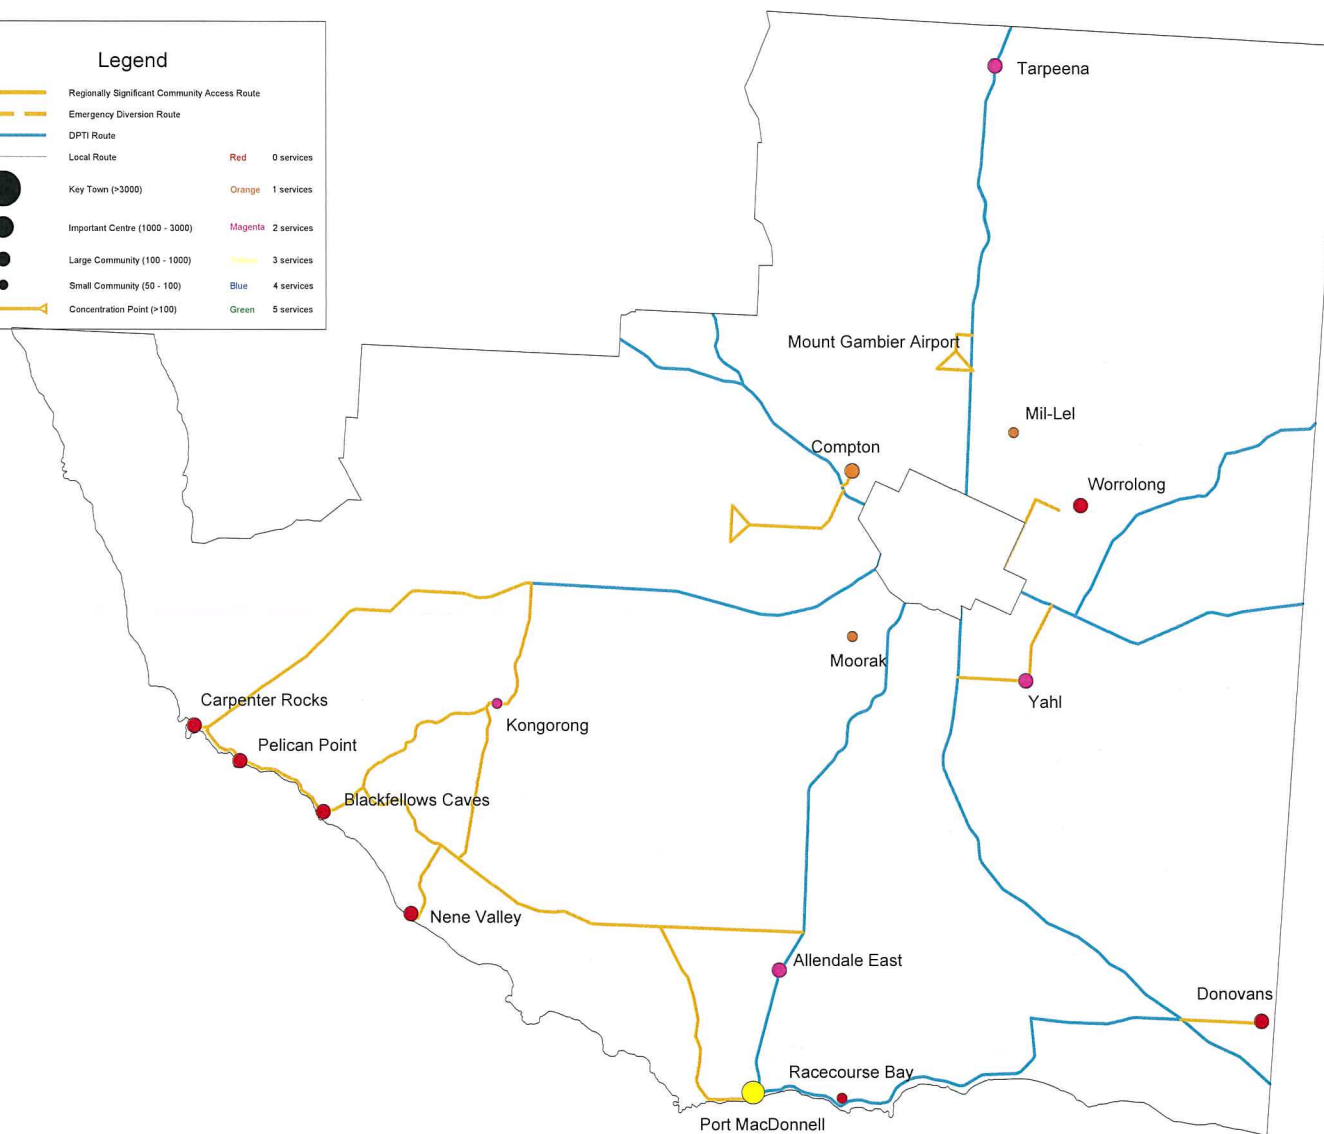 Legend
Regionally Significant Community Access Route
Emergency Diversion Route
DPTI Route
Local Route Red 0 services
Key Town (>3000) Orange 1 services
Important Centre (1000 - 3000) Magenta 2 services
Large Community (100 - 1000) 3 services
Small Community (50 - 100) Blue 4 services
Concentration Point (>100) Green 5 services
Tarpeena
Mount Gambier Airport
Mil-Lel
Compton
Worrolong
Moorak
Yahl
Carpenter Rocks
Kongorong
Pelican Point
Blackfellows Caves
Nene Valley
Allendale East
Donovans
Racecourse Bay
Port MacDonnell